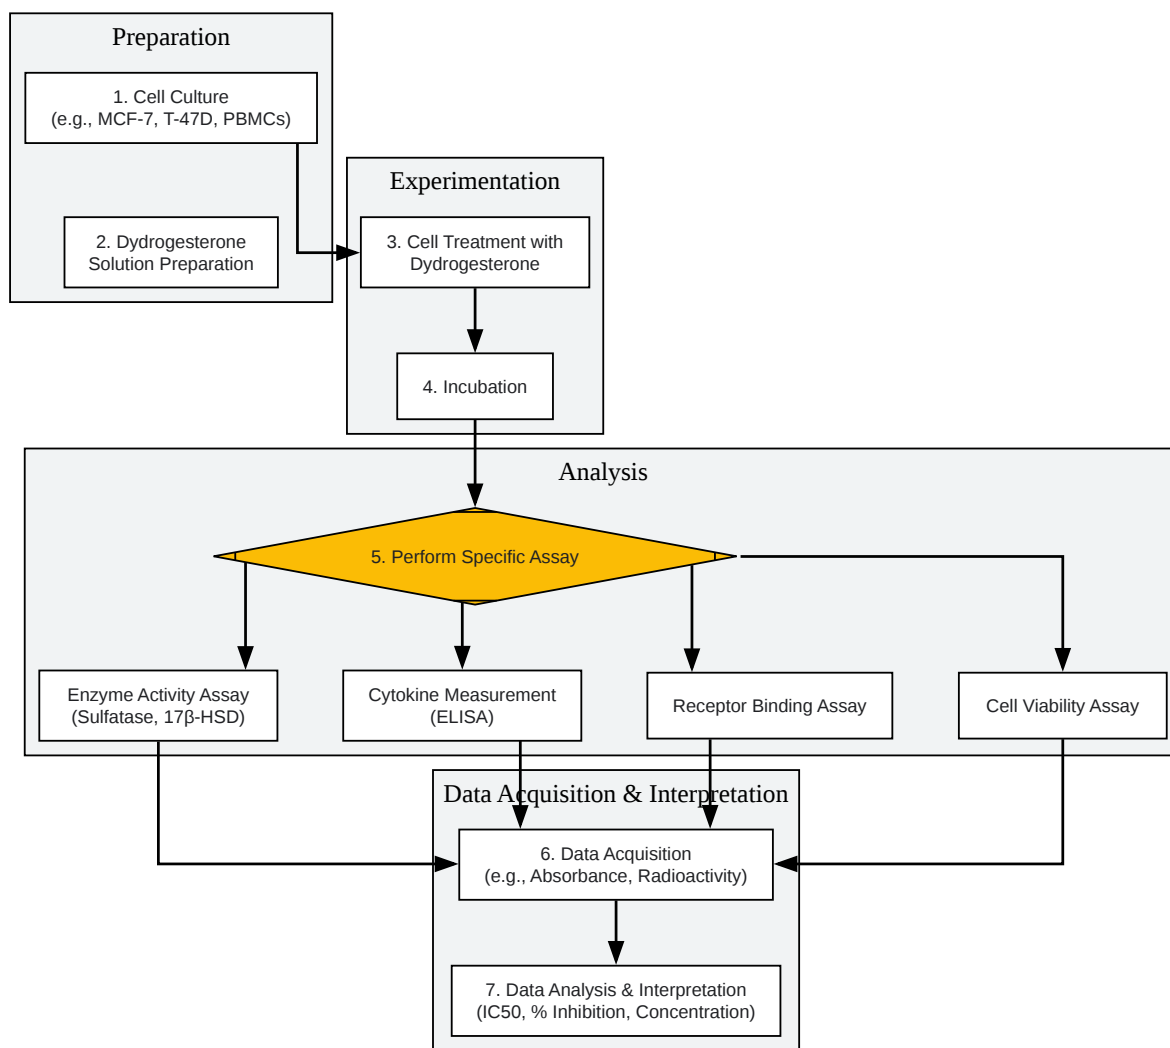 Preparation
1. Cell Culture
(e.g., MCF-7, T-47D, PBMCs)
2. Dydrogesterone
Solution Preparation
Experimentation
3. Cell Treatment with
Dydrogesterone
4. Incubation
Analysis
5. Perform Specific Assay
Enzyme Activity Assay
(Sulfatase, 17β-HSD)
Cytokine Measurement
(ELISA)
Receptor Binding Assay
Cell Viability Assay
Data Acquisition & Interpretation
6. Data Acquisition
(e.g., Absorbance, Radioactivity)
7. Data Analysis & Interpretation
(IC50, % Inhibition, Concentration)